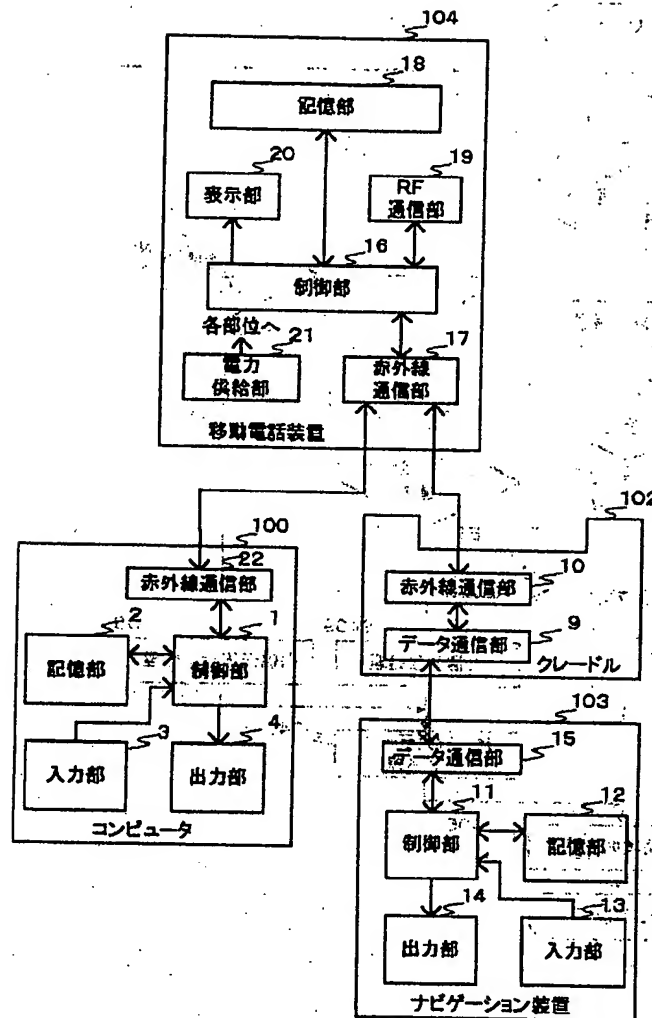 104
18
記憶部
20
表示部
19
RF
通信部
16
制御部
各部位へ
21
電力
供給部
17
赤外線
通信部
移動電話装置
100
22
赤外線通信部
2
記憶部
1
制御部
3
入力部
4
出力部
コンピュータ
102
赤外線通信部
10
データ通信部
9
クレードル
103
データ通信部
15
11
制御部
12
記憶部
14
出力部
13
入力部
ナビゲーション装置